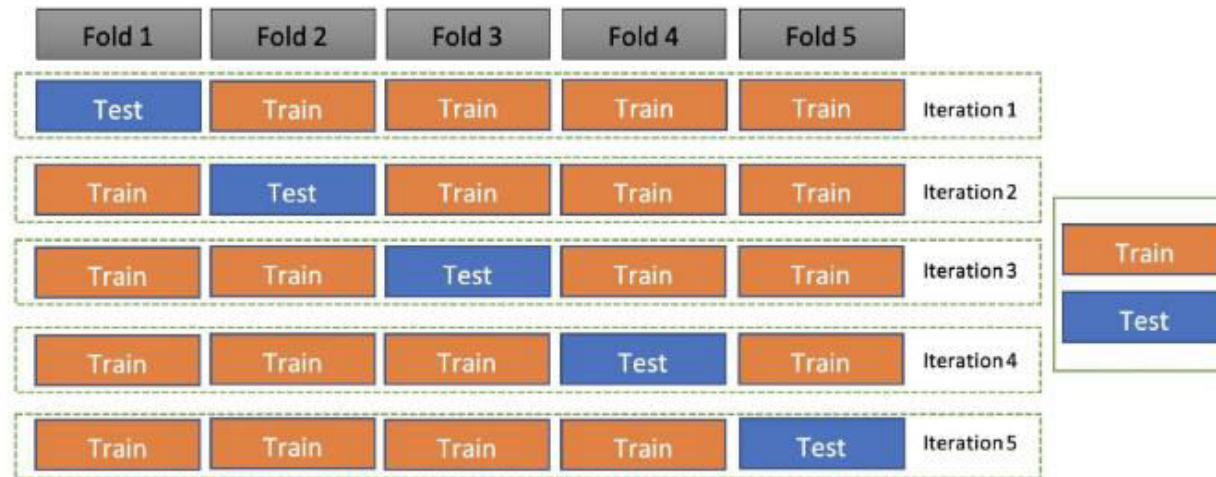 Fold 1 Fold 2 Fold 3 Fold 4 Fold 5
Test Train Train Train Train Iteration 1
Train Test Train Train Train Iteration 2
Train Train Test Train Train Iteration 3
Train Train Train Test Train Iteration 4
Train Train Train Train Test Iteration 5
Train
Test